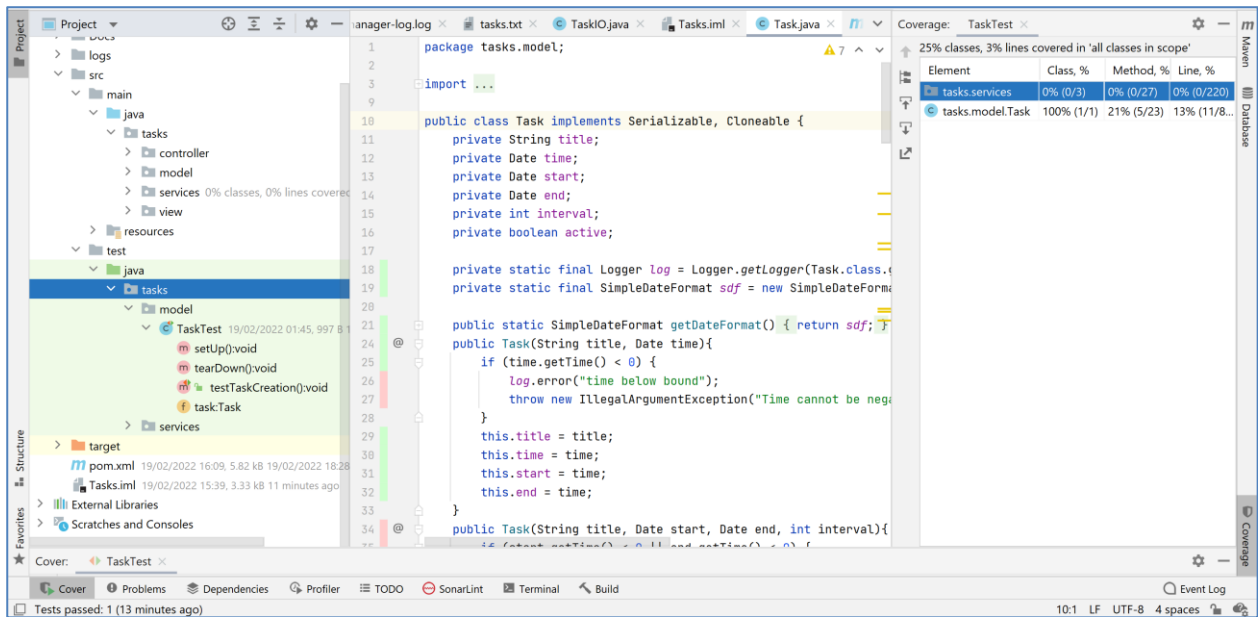 Project
anager-log.log
tasks.txt
TaskIO.java
Tasks.iml
Task.java
Coverage: TaskTest
Project
Structure
Favorites
Maven
Database
Coverage
Docs
logs
src
main
java
tasks
controller
model
services 0% classes, 0% lines covered
view
resources
test
java
tasks
model
TaskTest 19/02/2022 01:45, 997 B 1
setUp():void
tearDown():void
testTaskCreation():void
task:Task
services
target
pom.xml 19/02/2022 16:09, 5.82 kB 19/02/2022 18:28
Tasks.iml 19/02/2022 15:39, 3.33 kB 11 minutes ago
External Libraries
Scratches and Consoles
1 package tasks.model;
7
2
3 import ...
9
10 public class Task implements Serializable, Cloneable {
11 private String title;
12 private Date time;
13 private Date start;
14 private Date end;
15 private int interval;
16 private boolean active;
17
18 private static final Logger log = Logger.getLogger(Task.class.g
19 private static final SimpleDateFormat sdf = new SimpleDateForma
20
21 public static SimpleDateFormat getDateFormat() { return sdf; }
24 @ public Task(String title, Date time){
25 if (time.getTime() < 0) {
26 log.error("time below bound");
27 throw new IllegalArgumentException("Time cannot be nega
28 }
29 this.title = title;
30 this.time = time;
31 this.start = time;
32 this.end = time;
33 }
34 @ public Task(String title, Date start, Date end, int interval){
35 if (start.getTime() < 0 || end.getTime() < 0) {
25% classes, 3% lines covered in 'all classes in scope'
Element Class, % Method, % Line, %
tasks.services 0% (0/3) 0% (0/27) 0% (0/220)
tasks.model.Task 100% (1/1) 21% (5/23) 13% (11/8...
Cover: TaskTest
Cover Problems Dependencies Profiler TODO SonarLint Terminal Build Event Log
Tests passed: 1 (13 minutes ago) 10:1 LF UTF-8 4 spaces